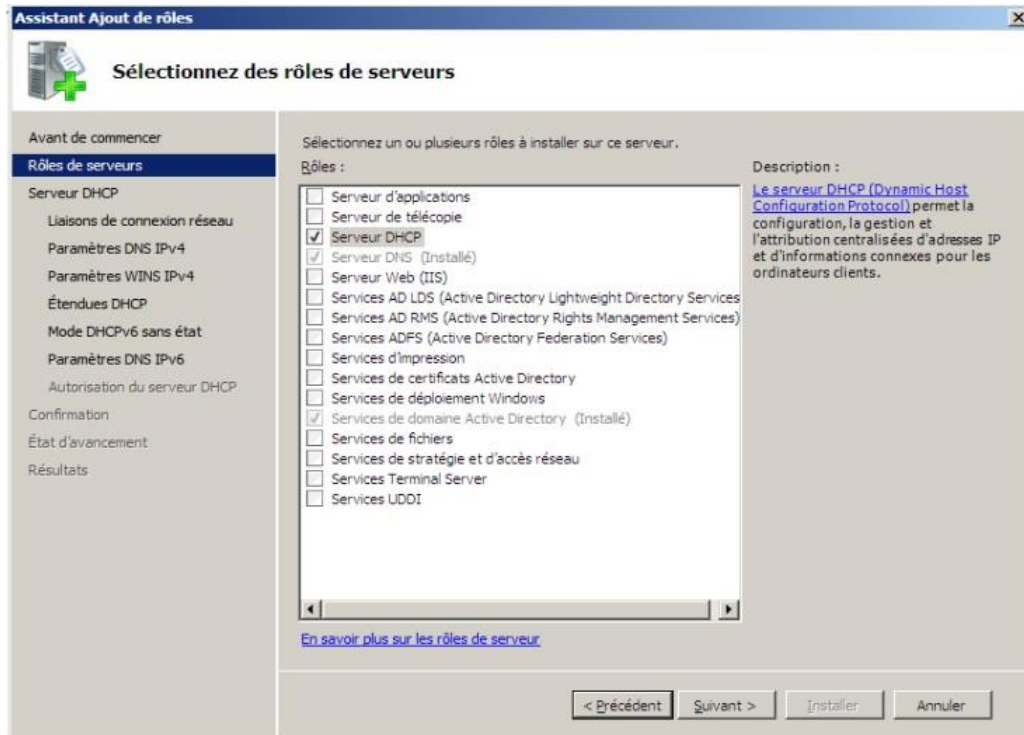 Assistant Ajout de rôles
Sélectionnez des rôles de serveurs
Avant de commencer
Rôles de serveurs
Serveur DHCP
Liaisons de connexion réseau
Paramètres DNS IPv4
Paramètres WINS IPv4
Étendues DHCP
Mode DHCPv6 sans état
Paramètres DNS IPv6
Autorisation du serveur DHCP
Confirmation
État d'avancement
Résultats
Sélectionnez un ou plusieurs rôles à installer sur ce serveur.
Rôles :
Serveur d'applications
Serveur de télécopie
Serveur DHCP
Serveur DNS (Installé)
Serveur Web (IIS)
Services AD LDS (Active Directory Lightweight Directory Services
Services AD RMS (Active Directory Rights Management Services)
Services ADFS (Active Directory Federation Services)
Services d'impression
Services de certificats Active Directory
Services de déploiement Windows
Services de domaine Active Directory (Installé)
Services de fichiers
Services de stratégie et d'accès réseau
Services Terminal Server
Services UDDI
En savoir plus sur les rôles de serveur
Description :
Le serveur DHCP (Dynamic Host
Configuration Protocol) permet la
configuration, la gestion et
l'attribution centralisées d'adresses IP
et d'informations connexes pour les
ordinateurs clients.
< Précédent
Suivant >
Installer
Annuler